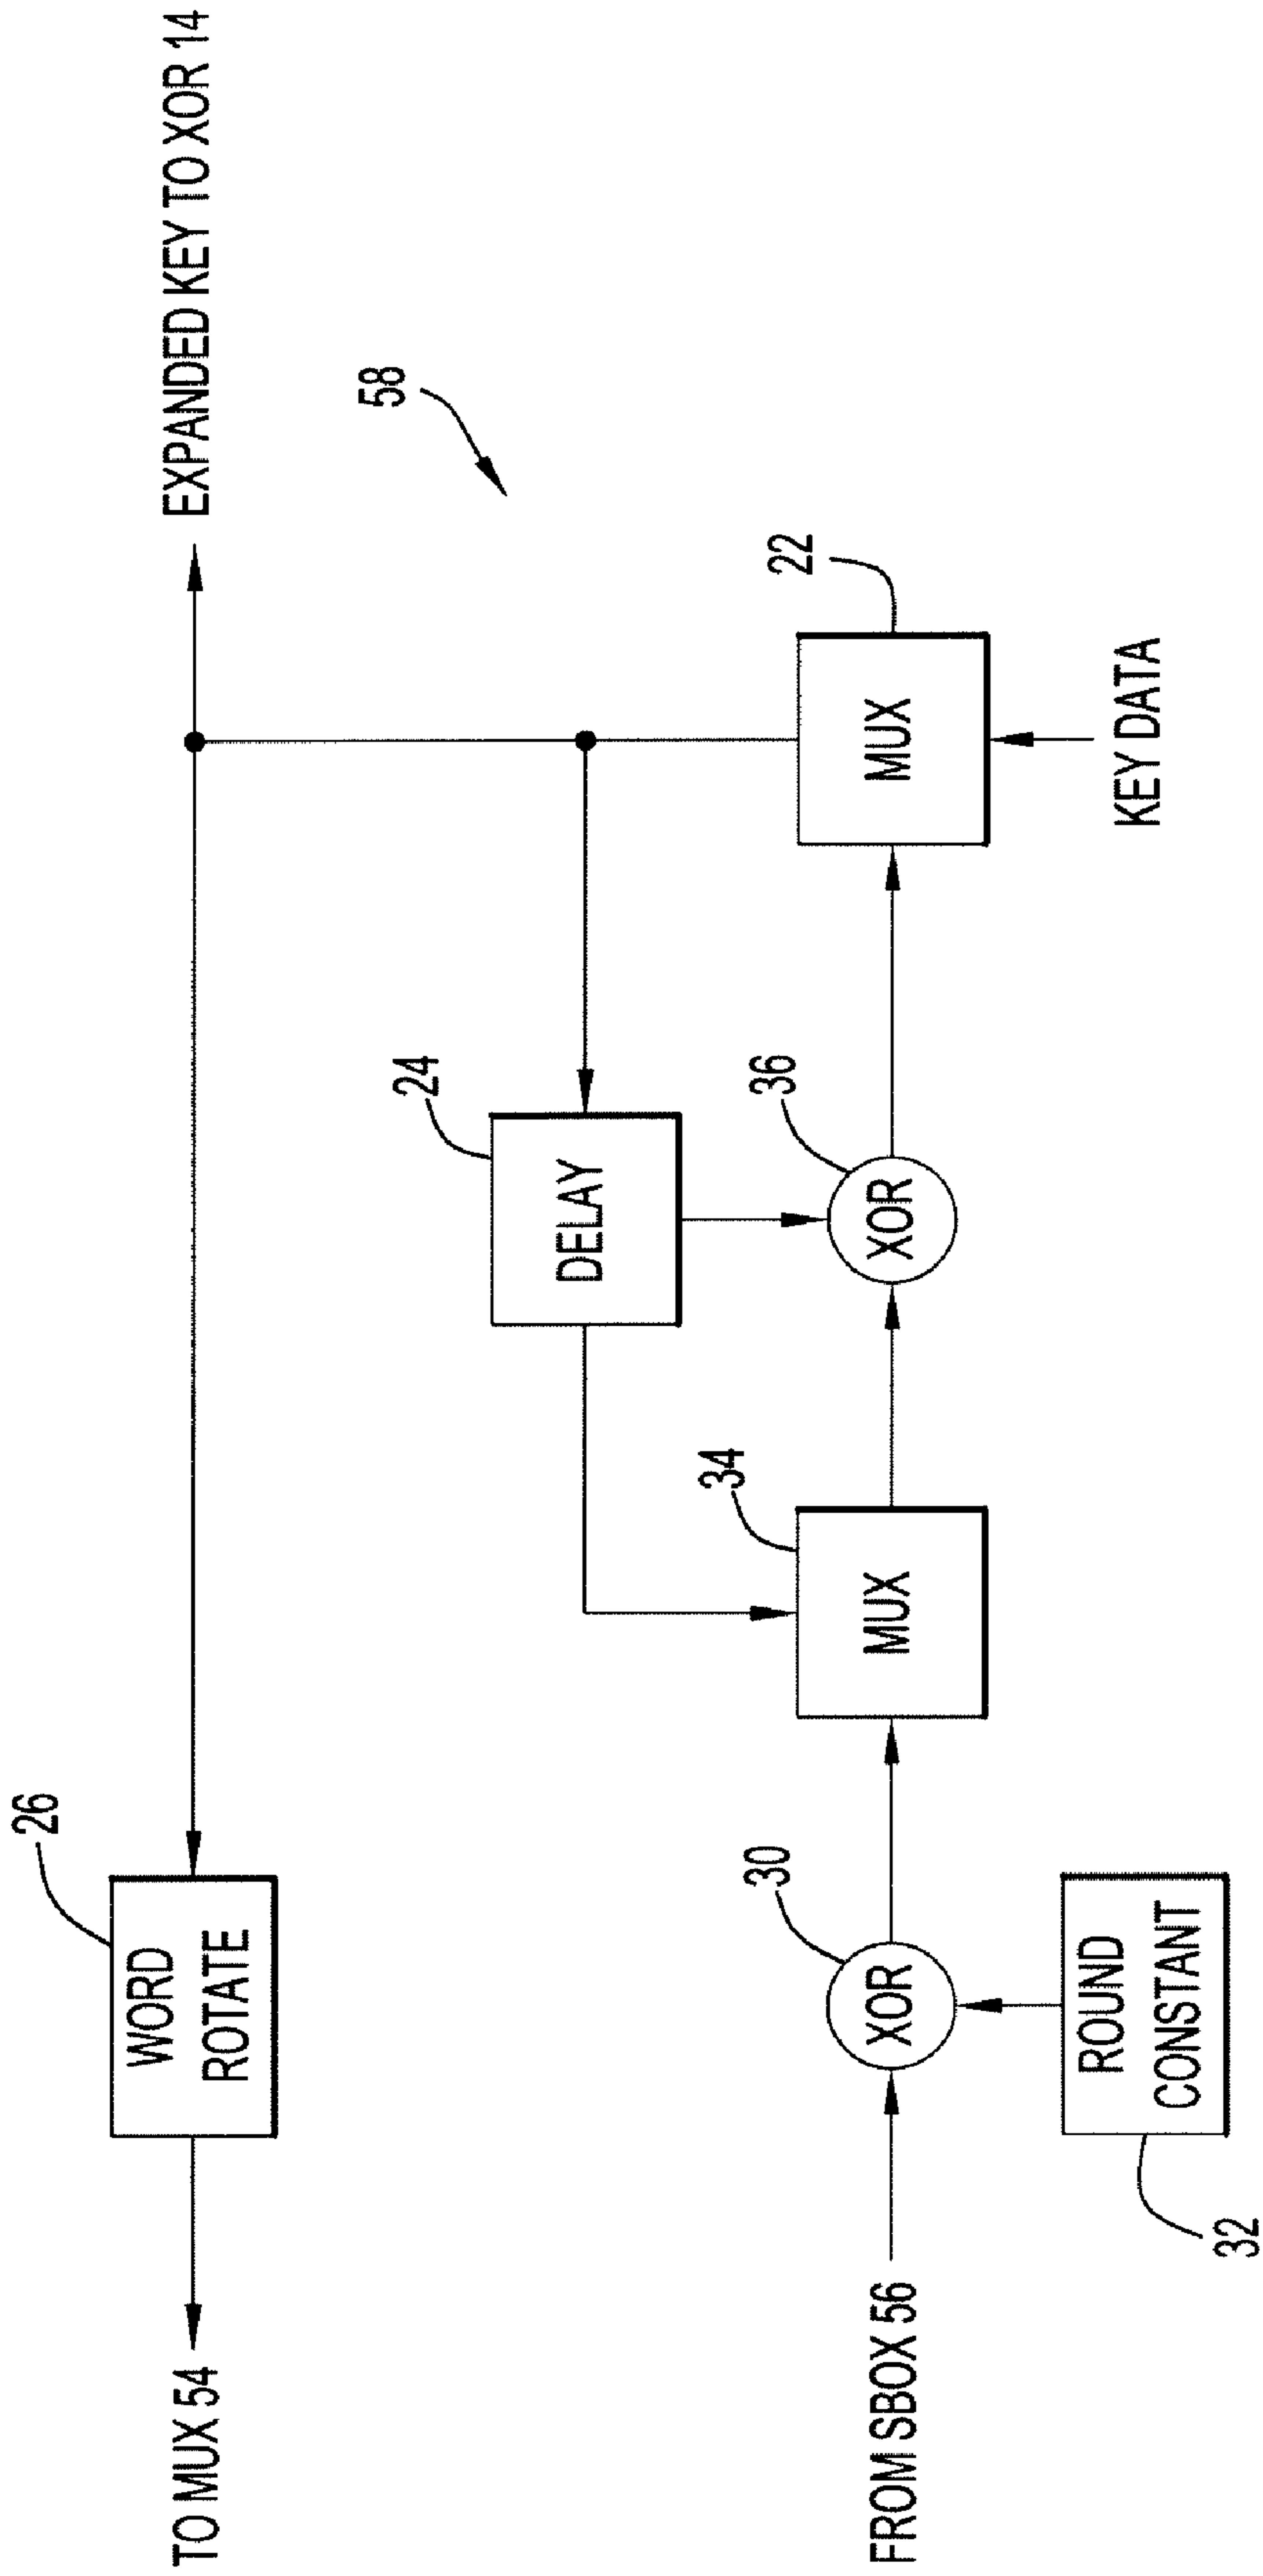 26
WORD
ROTATE
TO MUX 54
EXPANDED KEY TO XOR 14
58
24
DELAY
34
MUX
36
XOR
22
MUX
30
XOR
FROM SBOX 56
KEY DATA
ROUND
CONSTANT
32